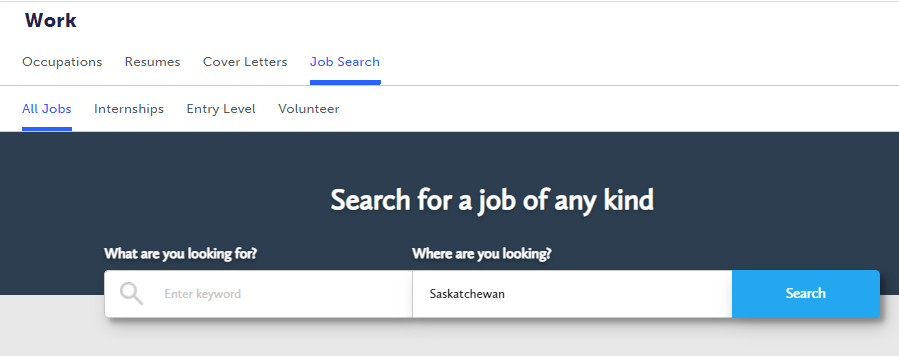 Work
Occupations Resumes Cover Letters Job Search
All Jobs Internships Entry Level Volunteer
Search for a job of any kind
What are you looking for? Where are you looking?
Enter keyword Saskatchewan Search